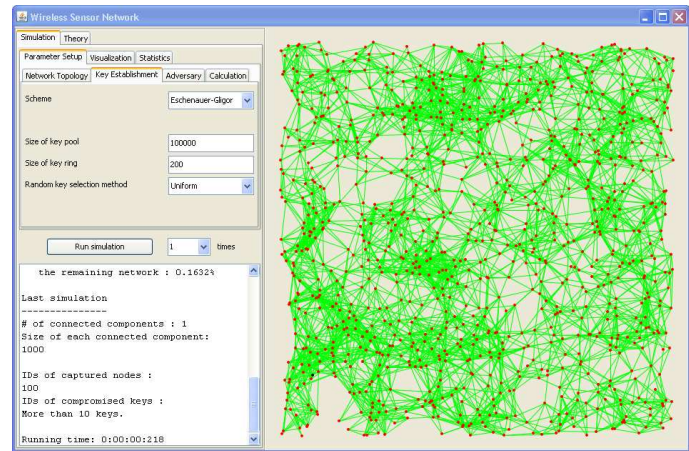 Wireless Sensor Network
Simulation Theory
Parameter Setup Visualization Statistics
Network Topology Key Establishment Adversary Calculation
Scheme Eschenauer-Gligor
Size of key pool 100000
Size of key ring 200
Random key selection method Uniform
Run simulation 1 times
the remaining network : 0.1632%
Last simulation
---------------
# of connected components : 1
Size of each connected component:
1000
IDs of captured nodes :
100
IDs of compromised keys :
More than 10 keys.
Running time: 0:00:00:218